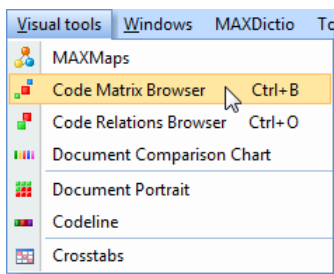 Visual tools Windows MAXDictio To
MAXMaps
Code Matrix Browser Ctrl+B
Code Relations Browser Ctrl+O
Document Comparison Chart
Document Portrait
Codeline
Crosstabs